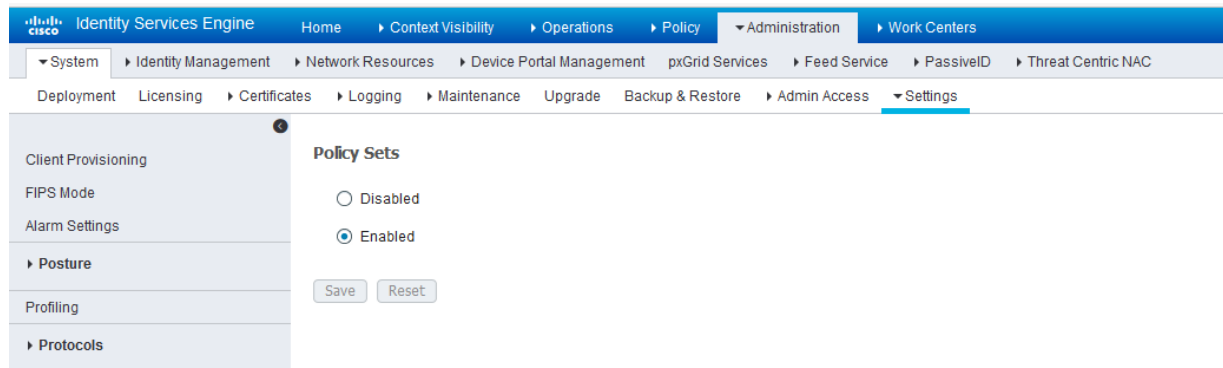 cisco Identity Services Engine Home Context Visibility Operations Policy Administration Work Centers
System Identity Management Network Resources Device Portal Management pxGrid Services Feed Service PassiveID Threat Centric NAC
Deployment Licensing Certificates Logging Maintenance Upgrade Backup & Restore Admin Access Settings
Client Provisioning
FIPS Mode
Alarm Settings
Posture
Profiling
Protocols
Policy Sets
Disabled
Enabled
Save Reset